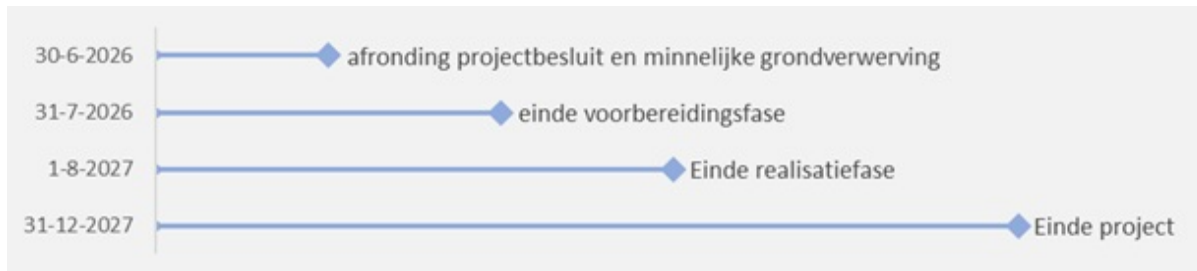 30-6-2026 afronding projectbesluit en minnelijke grondverwerving
31-7-2026 einde voorbereidingsfase
1-8-2027 Einde realisatiefase
31-12-2027 Einde project